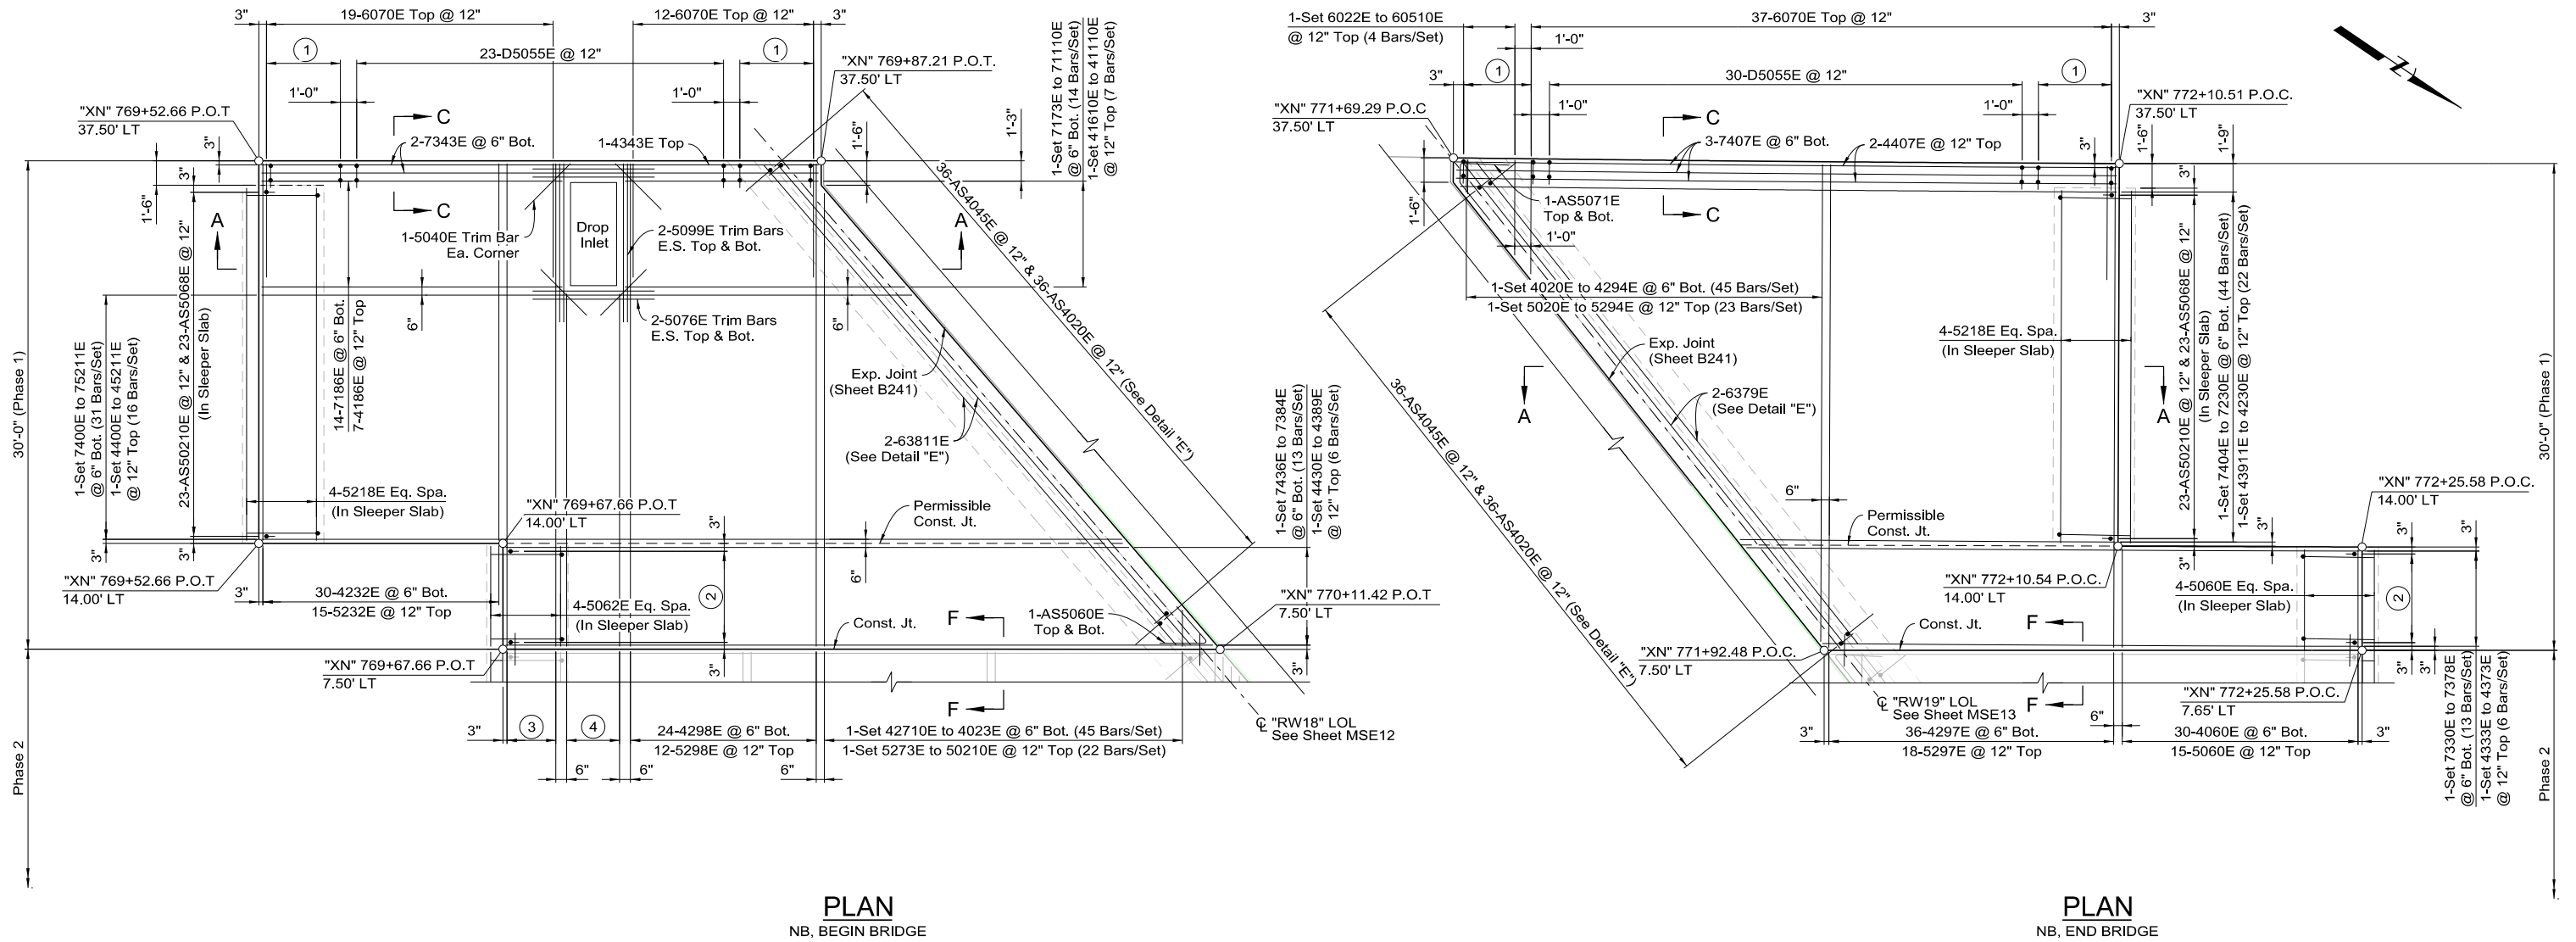 3"
19-6070E Top @ 12"
12-6070E Top @ 12"
3"
1
23-D5055E @ 12"
1
1'-0"
1'-0"
"XN" 769+87.21 P.O.T.
37.50' LT
"XN" 769+52.66 P.O.T
37.50' LT
C
2-7343E @ 6" Bot.
1-4343E Top
3"
3"
1'-6"
C
1'-6"
1'-3"
1-Set 7173E to 71110E
@ 6" Bot. (14 Bars/Set)
1-Set 41610E to 411110E
@ 12" Top (7 Bars/Set)
36-AS4045E @ 12" & 36-AS4020E @ 12" (See Detail "E")
A
A
1-5040E Trim Bar
Ea. Corner
Drop
Inlet
2-5099E Trim Bars
E.S. Top & Bot.
2-5076E Trim Bars
E.S. Top & Bot.
6"
6"
30'-0" (Phase 1)
1-Set 7400E to 75211E
@ 6" Bot. (31 Bars/Set)
1-Set 4400E to 45211E
@ 12" Top (16 Bars/Set)
23-AS50210E @ 12" & 23-AS5068E @ 12"
(In Sleeper Slab)
14-7186E @ 6" Bot.
7-4186E @ 12" Top
Exp. Joint
(Sheet B241)
2-63811E
(See Detail "E")
4-5218E Eq. Spa.
(In Sleeper Slab)
"XN" 769+67.66 P.O.T
14.00' LT
Permissible
Const. Jt.
1-Set 7436E to 7384E
@ 6" Bot. (13 Bars/Set)
1-Set 4430E to 4389E
@ 12" Top (6 Bars/Set)
3"
3"
3"
6"
"XN" 769+52.66 P.O.T
14.00' LT
3"
30-4232E @ 6" Bot.
15-5232E @ 12" Top
4-5062E Eq. Spa.
(In Sleeper Slab)
2
1-AS5060E
Top & Bot.
F
Const. Jt.
"XN" 770+11.42 P.O.T
7.50' LT
"XN" 769+67.66 P.O.T
7.50' LT
3"
3"
F
3"
3
4
24-4298E @ 6" Bot.
12-5298E @ 12" Top
1-Set 42710E to 4023E @ 6" Bot. (45 Bars/Set)
1-Set 5273E to 50210E @ 12" Top (22 Bars/Set)
6"
6"
6"
℄ "RW18" LOL
See Sheet MSE12
Phase 2
PLAN
NB, BEGIN BRIDGE
1-Set 6022E to 60510E
@ 12" Top (4 Bars/Set)
37-6070E Top @ 12"
3"
1'-0"
N
3"
1
30-D5055E @ 12"
1
1'-0"
1'-0"
"XN" 771+69.29 P.O.C
37.50' LT
"XN" 772+10.51 P.O.C.
37.50' LT
C
3-7407E @ 6" Bot.
2-4407E @ 12" Top
3"
1'-6"
1'-9"
3"
1'-6"
1-AS5071E
Top & Bot.
C
1'-0"
1-Set 4020E to 4294E @ 6" Bot. (45 Bars/Set)
1-Set 5020E to 5294E @ 12" Top (23 Bars/Set)
4-5218E Eq. Spa.
(In Sleeper Slab)
Exp. Joint
(Sheet B241)
A
A
2-6379E
(See Detail "E")
36-AS4045E @ 12" & 36-AS4020E @ 12" (See Detail "E")
23-AS50210E @ 12" & 23-AS5068E @ 12"
(In Sleeper Slab)
1-Set 7404E to 7230E @ 6" Bot. (44 Bars/Set)
1-Set 43911E to 4230E @ 12" Top (22 Bars/Set)
30'-0" (Phase 1)
6"
Permissible
Const. Jt.
"XN" 772+25.58 P.O.C.
14.00' LT
3"
3"
3"
3"
"XN" 772+10.54 P.O.C.
14.00' LT
4-5060E Eq. Spa.
(In Sleeper Slab)
2
Const. Jt.
F
"XN" 771+92.48 P.O.C.
7.50' LT
3"
3"
℄ "RW19" LOL
See Sheet MSE13
F
"XN" 772+25.58 P.O.C.
7.65' LT
6"
3"
36-4297E @ 6" Bot.
18-5297E @ 12" Top
30-4060E @ 6" Bot.
15-5060E @ 12" Top
3"
1-Set 7330E to 7378E
@ 6" Bot. (13 Bars/Set)
1-Set 4333E to 4373E
@ 12" Top (6 Bars/Set)
Phase 2
PLAN
NB, END BRIDGE